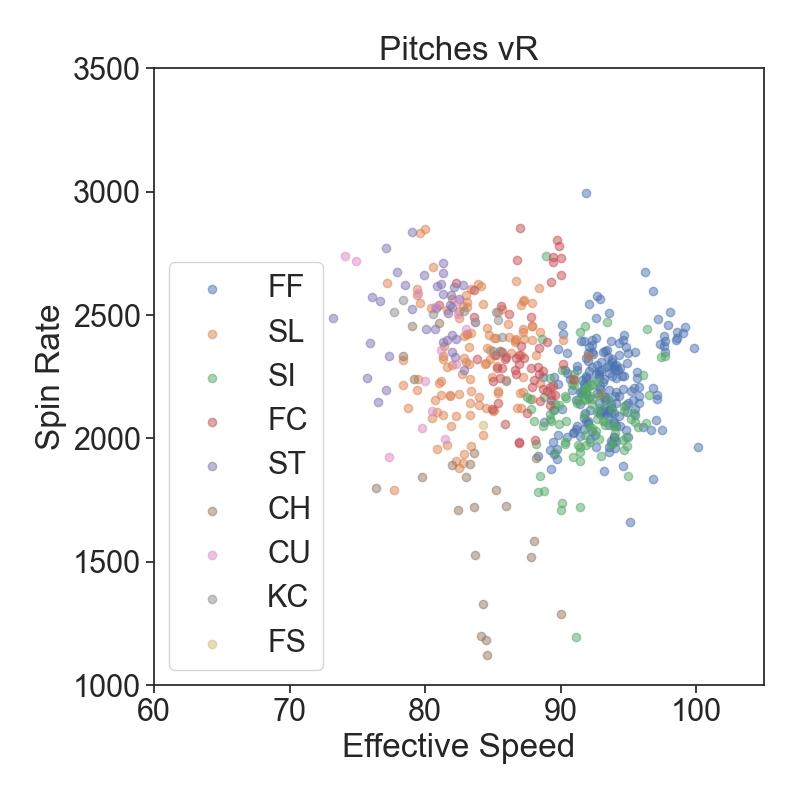 Pitches vR
3500
3000
2500
2000
1500
1000
Spin Rate
FF
SL
SI
FC
ST
CH
CU
KC
FS
60 70 80 90 100
Effective Speed